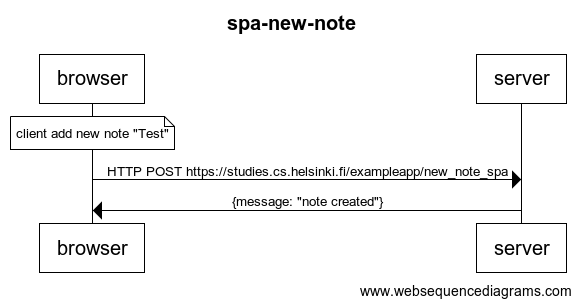 spa-new-note
browser
server
client add new note "Test"
HTTP POST https://studies.cs.helsinki.fi/exampleapp/new_note_spa
{message: "note created"}
browser
server
www.websequencediagrams.com